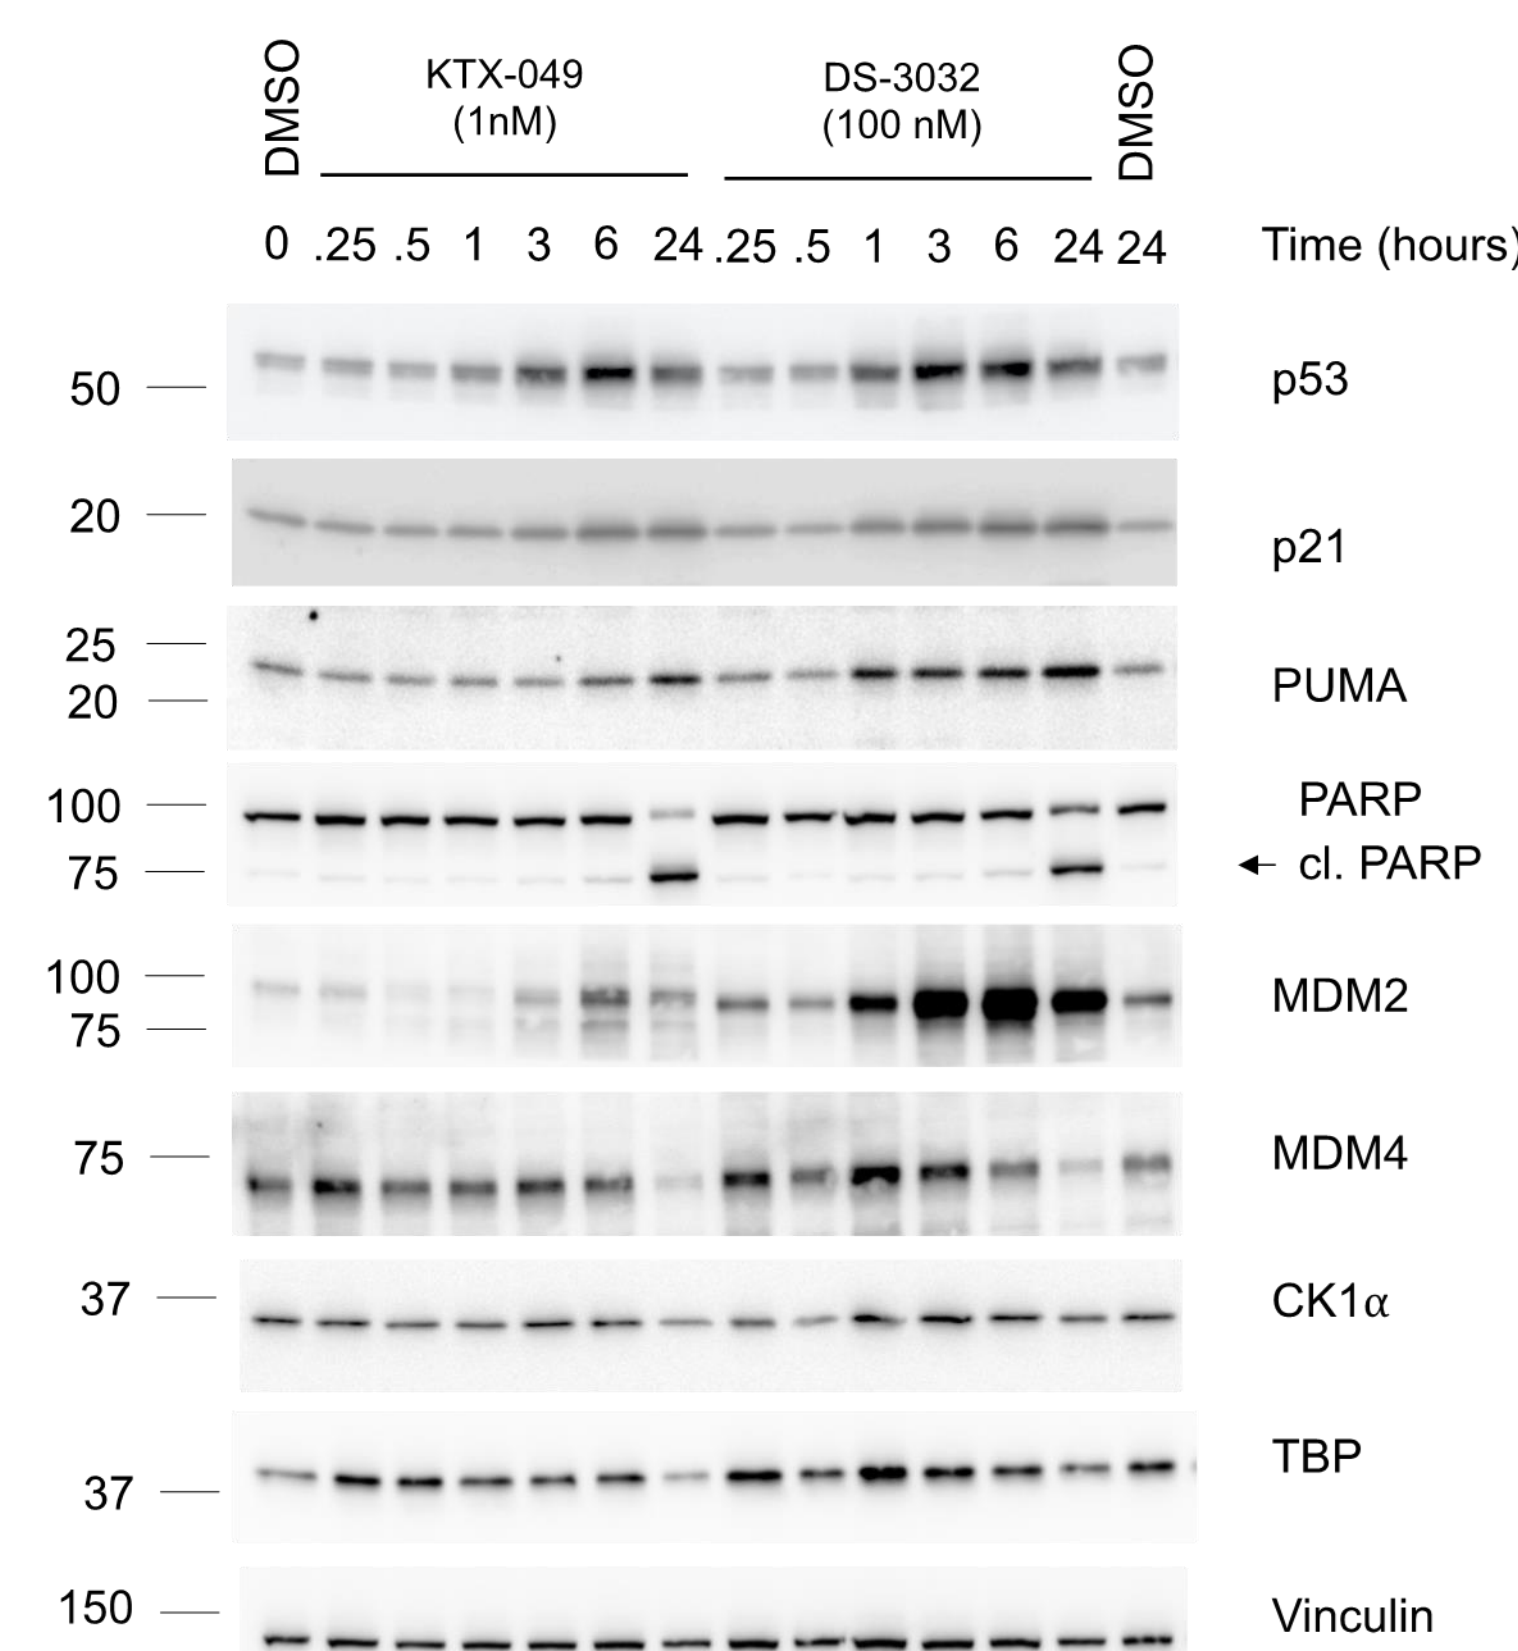 DMSO
KTX-049
(1nM)
DS-3032
(100 nM)
DMSO
0 .25 .5 1 3 6 24 .25 .5 1 3 6 24 24 Time (hours)
50 p53
20 p21
25
20 PUMA
100 PARP
75 cl. PARP
100 MDM2
75
75 MDM4
37 CK1α
37 TBP
150 Vinculin